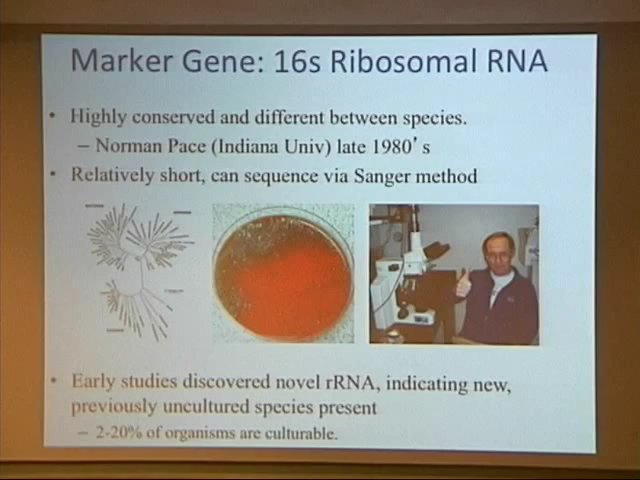 Marker Gene: 16s Ribosomal RNA
• Highly conserved and different between species.
– Norman Pace (Indiana Univ) late 1980's
• Relatively short, can sequence via Sanger method
• Early studies discovered novel rRNA, indicating new,
previously uncultured species present
– 2-20% of organisms are culturable.